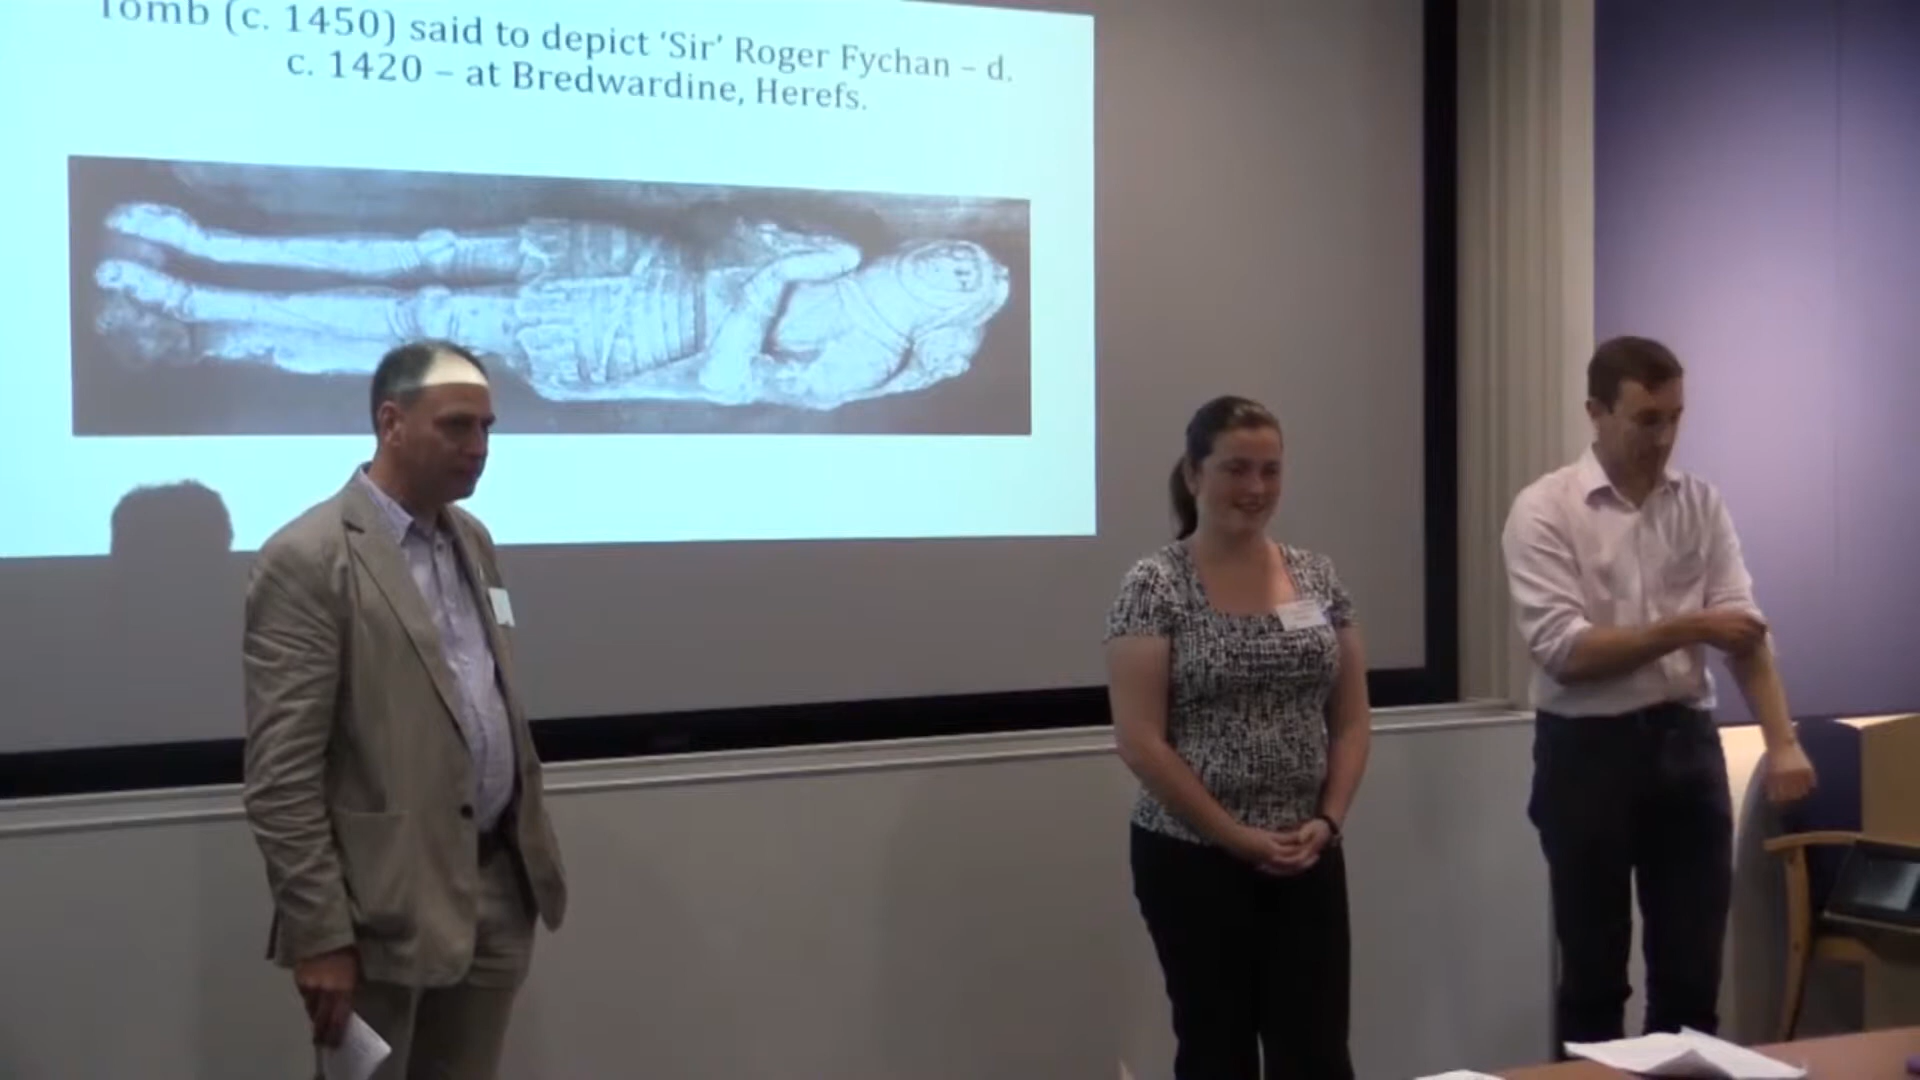 Tomb (c. 1450) said to depict ‘Sir’ Roger Fychan – d.
c. 1420 – at Bredwardine, Herefs.